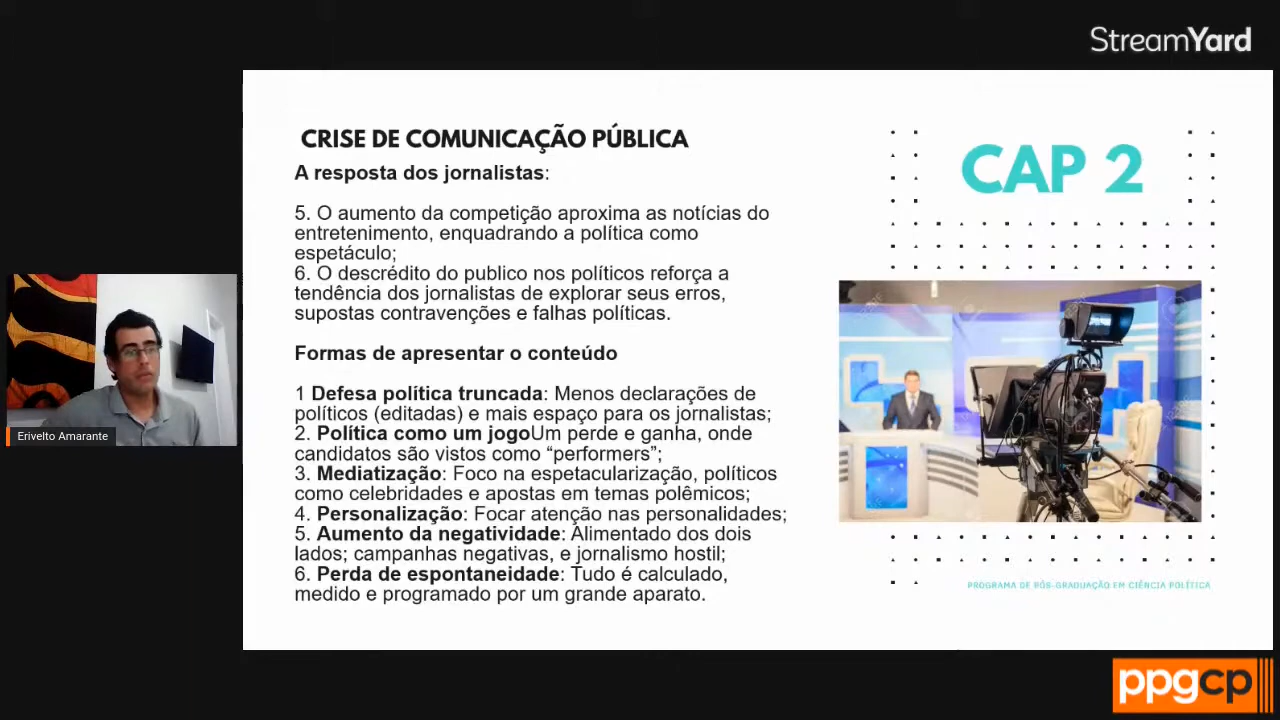 StreamYard
CRISE DE COMUNICAÇÃO PÚBLICA
A resposta dos jornalistas:
5. O aumento da competição aproxima as notícias do
entretenimento, enquadrando a política como
espetáculo;
6. O descrédito do publico nos políticos reforça a
tendência dos jornalistas de explorar seus erros,
supostas contravenções e falhas políticas.
Formas de apresentar o conteúdo
1 Defesa política truncada: Menos declarações de
políticos (editadas) e mais espaço para os jornalistas;
2. Política como um jogoUm perde e ganha, onde
candidatos são vistos como “performers”;
3. Mediatização: Foco na espetacularização, políticos
como celebridades e apostas em temas polêmicos;
4. Personalização: Focar atenção nas personalidades;
5. Aumento da negatividade: Alimentado dos dois
lados; campanhas negativas, e jornalismo hostil;
6. Perda de espontaneidade: Tudo é calculado,
medido e programado por um grande aparato.
CAP 2
PROGRAMA DE PÓS-GRADUAÇÃO EM CIÊNCIA POLÍTICA
Erivelto Amarante
ppgcp